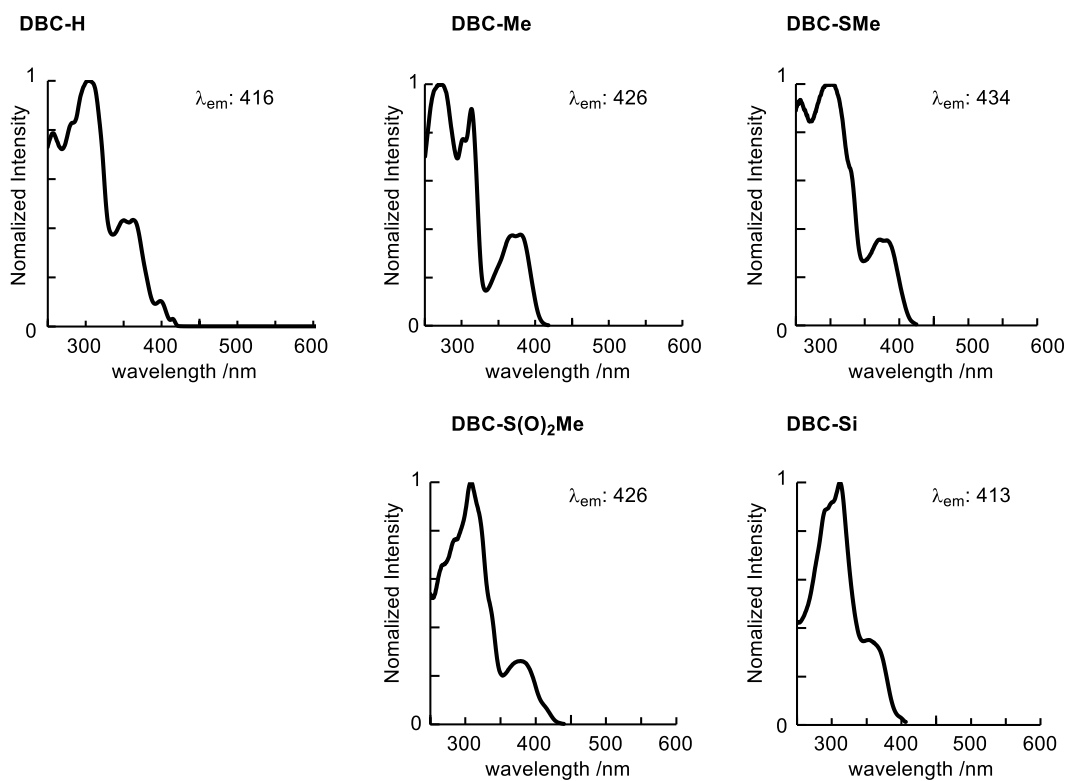 DBC-H
1
λem: 416
Nomalized Intensity
0
300 400 500 600
wavelength /nm
DBC-Me
1
λem: 426
Nomalized Intensity
0
300 400 500 600
wavelength /nm
DBC-SMe
1
λem: 434
Nomalized Intensity
0
300 400 500 600
wavelength /nm
DBC-S(O)2Me
1
λem: 426
Nomalized Intensity
0
300 400 500 600
wavelength /nm
DBC-Si
1
λem: 413
Nomalized Intensity
0
300 400 500 600
wavelength /nm